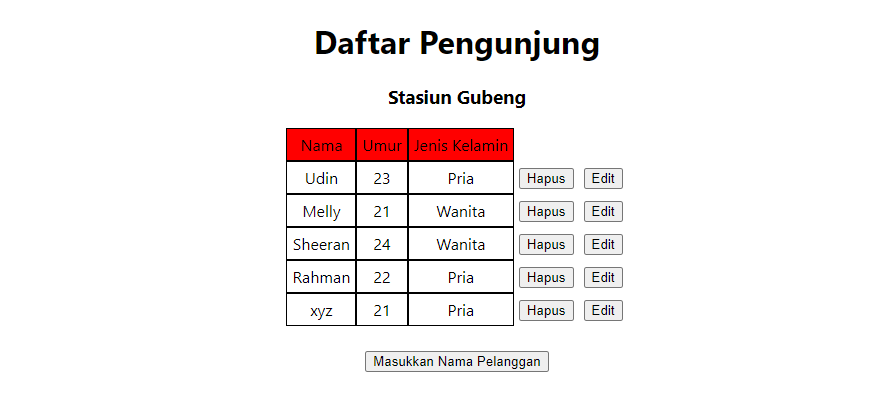 Daftar Pengunjung
Stasiun Gubeng
Nama Umur Jenis Kelamin
Udin 23 Pria Hapus Edit
Melly 21 Wanita Hapus Edit
Sheeran 24 Wanita Hapus Edit
Rahman 22 Pria Hapus Edit
xyz 21 Pria Hapus Edit
Masukkan Nama Pelanggan